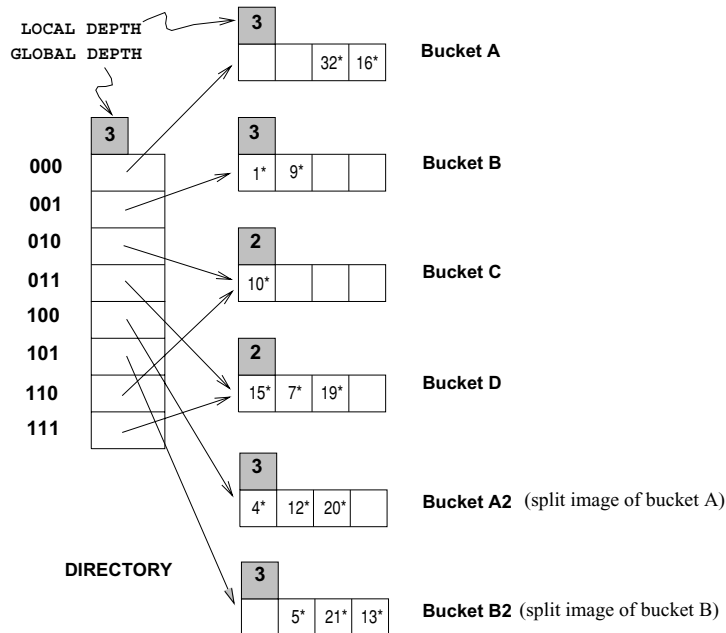 LOCAL DEPTH
GLOBAL DEPTH
3
32* 16*
Bucket A
3
000
001
010
011
100
101
110
111
3
1* 9*
Bucket B
2
10*
Bucket C
2
15* 7* 19*
Bucket D
3
4* 12* 20*
Bucket A2 (split image of bucket A)
DIRECTORY
3
5* 21* 13*
Bucket B2 (split image of bucket B)